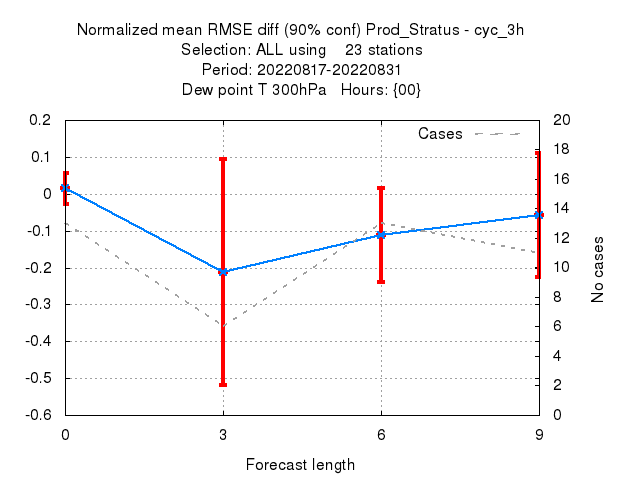 Normalized mean RMSE diff (90% conf) Prod_Stratus - cyc_3h
Selection: ALL using    23 stations
Period: 20220817-20220831
Dew point T 300hPa   Hours: {00}
Cases
0.2
0.1
0
-0.1
-0.2
-0.3
-0.4
-0.5
-0.6
20
18
16
14
12
10
8
6
4
2
0
No cases
0 3 6 9
Forecast length